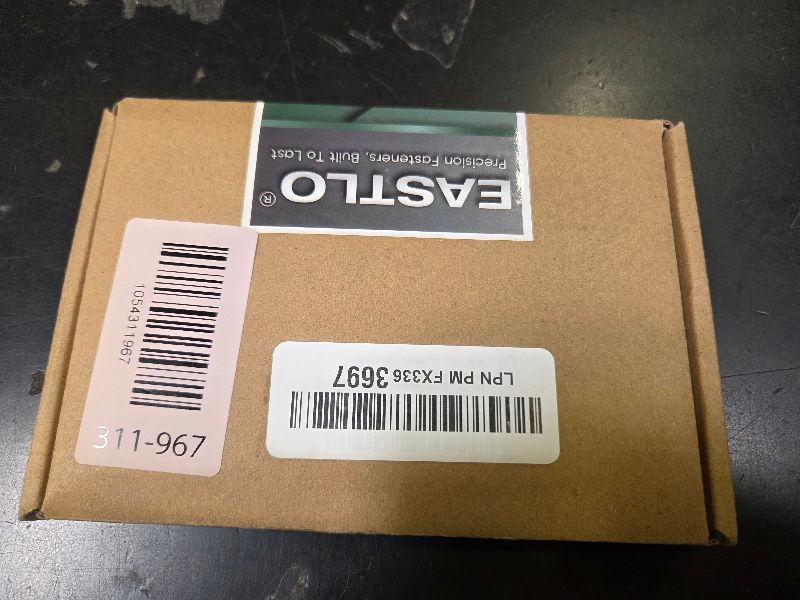 EASTLO®
Precision Fasteners, Built To Last
1054311967
311-967
LPN PM FX336 3697